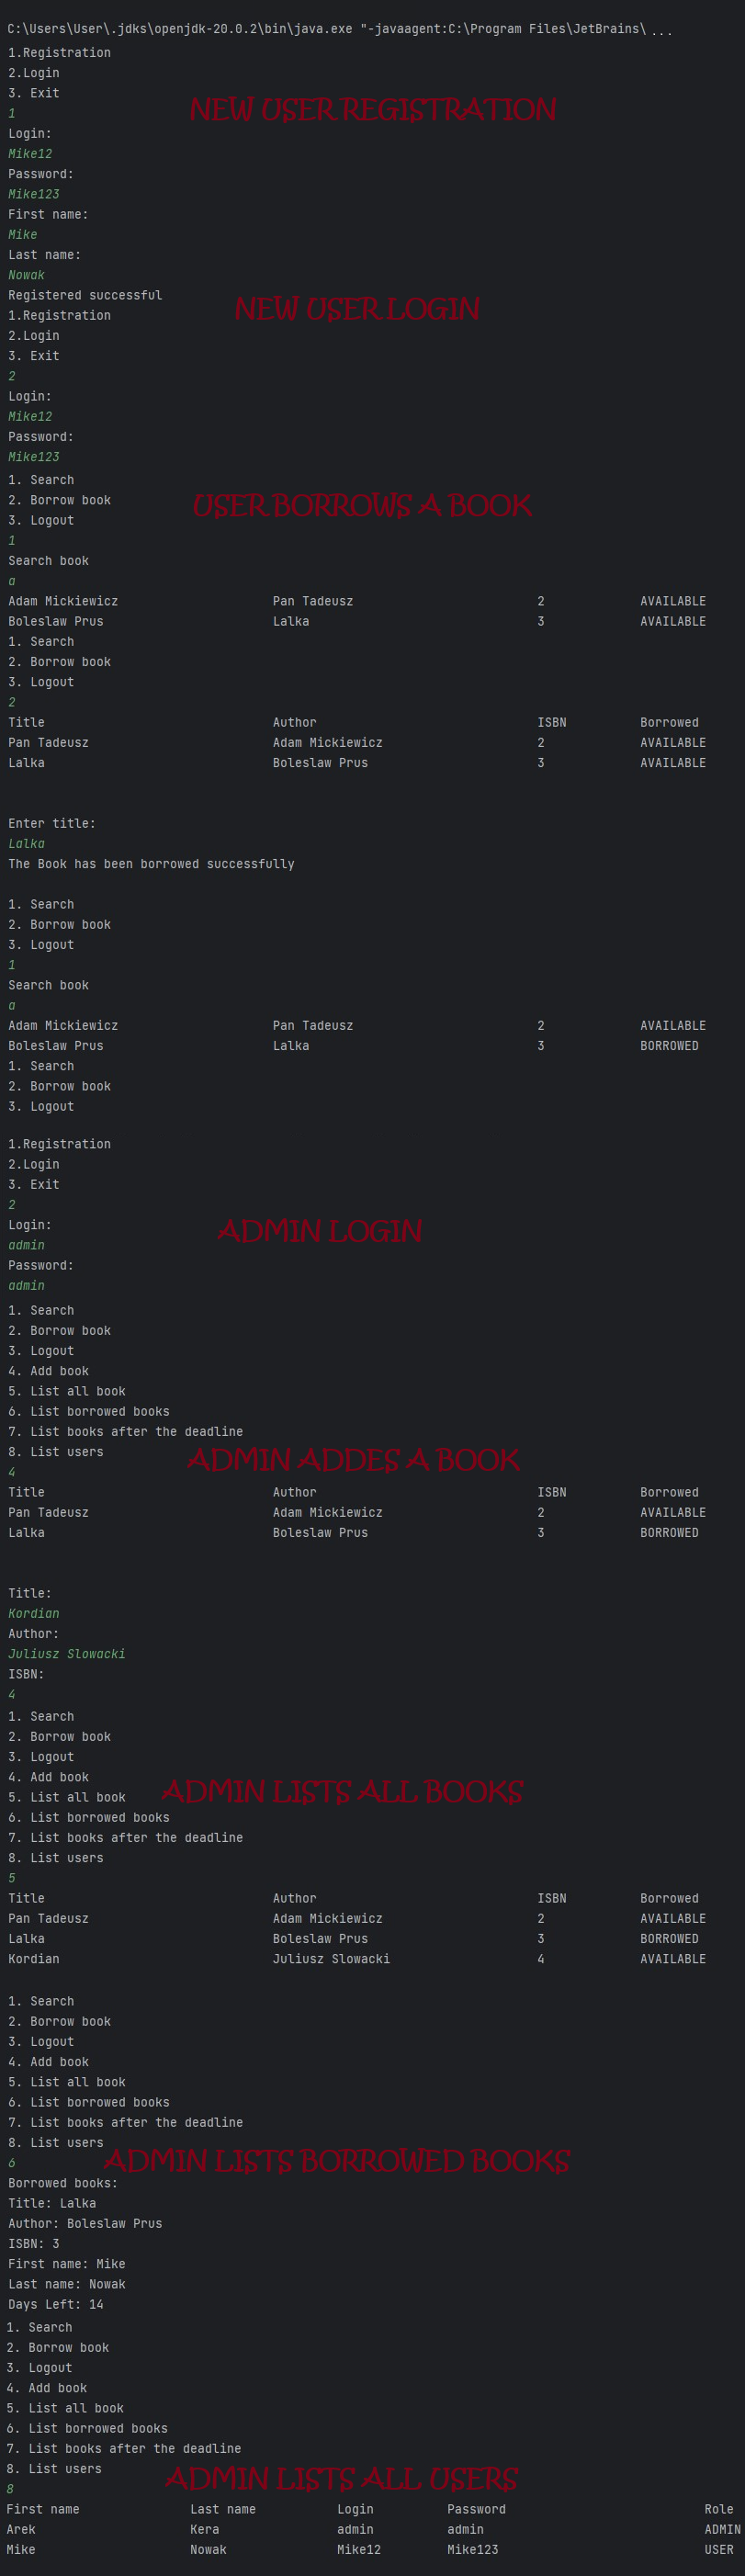 C:\Users\User\.jdks\openjdk-20.0.2\bin\java.exe "-javaagent:C:\Program Files\JetBrains\ ...
1.Registration
2.Login
3. Exit
NEW USER REGISTRATION
1
Login:
Mike12
Password:
Mike123
First name:
Mike
Last name:
Nowak
Registered successful
NEW USER LOGIN
1.Registration
2.Login
3. Exit
2
Login:
Mike12
Password:
Mike123
1. Search
2. Borrow book
USER BORROWS A BOOK
3. Logout
1
Search book
a
Adam Mickiewicz Pan Tadeusz 2 AVAILABLE
Boleslaw Prus Lalka 3 AVAILABLE
1. Search
2. Borrow book
3. Logout
2
Title Author ISBN Borrowed
Pan Tadeusz Adam Mickiewicz 2 AVAILABLE
Lalka Boleslaw Prus 3 AVAILABLE
Enter title:
Lalka
The Book has been borrowed successfully
1. Search
2. Borrow book
3. Logout
1
Search book
a
Adam Mickiewicz Pan Tadeusz 2 AVAILABLE
Boleslaw Prus Lalka 3 BORROWED
1. Search
2. Borrow book
3. Logout
1.Registration
2.Login
3. Exit
2
Login:
ADMIN LOGIN
admin
Password:
admin
1. Search
2. Borrow book
3. Logout
4. Add book
5. List all book
6. List borrowed books
7. List books after the deadline
8. List users
ADMIN ADDES A BOOK
4
Title Author ISBN Borrowed
Pan Tadeusz Adam Mickiewicz 2 AVAILABLE
Lalka Boleslaw Prus 3 BORROWED
Title:
Kordian
Author:
Juliusz Slowacki
ISBN:
4
1. Search
2. Borrow book
3. Logout
4. Add book
ADMIN LISTS ALL BOOKS
5. List all book
6. List borrowed books
7. List books after the deadline
8. List users
5
Title Author ISBN Borrowed
Pan Tadeusz Adam Mickiewicz 2 AVAILABLE
Lalka Boleslaw Prus 3 BORROWED
Kordian Juliusz Slowacki 4 AVAILABLE
1. Search
2. Borrow book
3. Logout
4. Add book
5. List all book
6. List borrowed books
7. List books after the deadline
8. List users
ADMIN LISTS BORROWED BOOKS
6
Borrowed books:
Title: Lalka
Author: Boleslaw Prus
ISBN: 3
First name: Mike
Last name: Nowak
Days Left: 14
1. Search
2. Borrow book
3. Logout
4. Add book
5. List all book
6. List borrowed books
7. List books after the deadline
8. List users
ADMIN LISTS ALL USERS
8
First name Last name Login Password Role
Arek Kera admin admin ADMIN
Mike Nowak Mike12 Mike123 USER